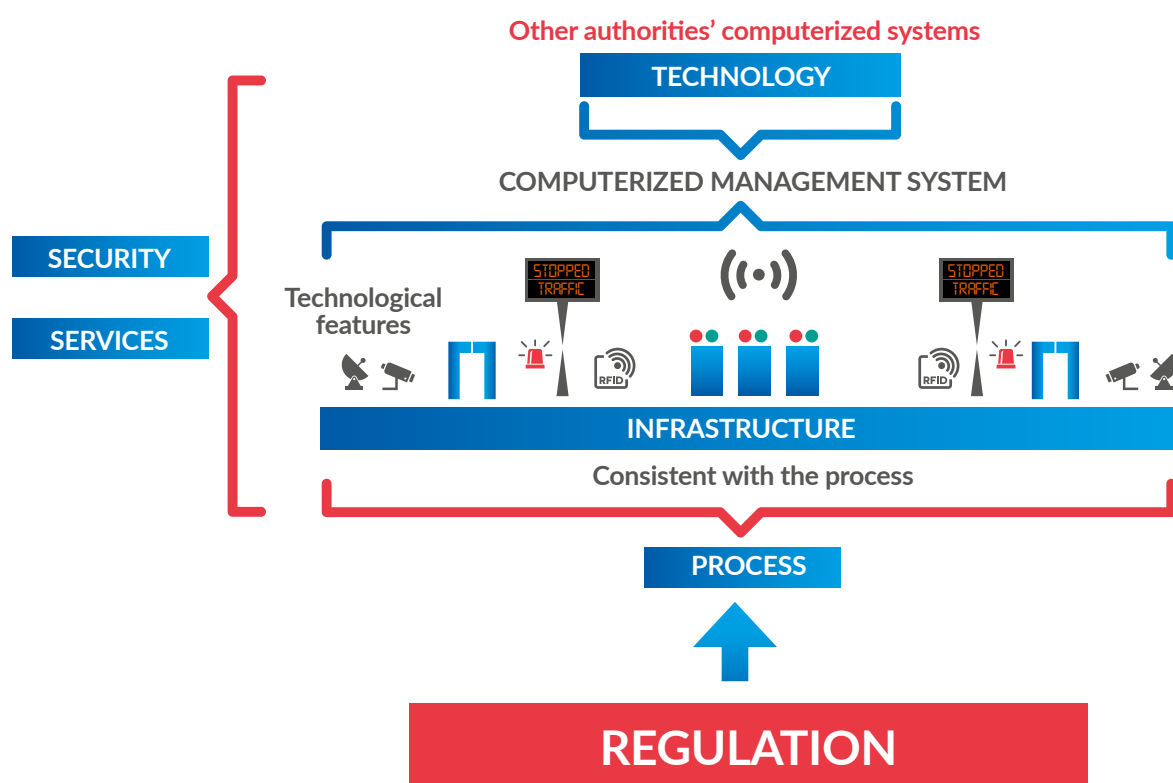 Other authorities’ computerized systems
TECHNOLOGY
COMPUTERIZED MANAGEMENT SYSTEM
SECURITY
SERVICES
Technological
features
STOPPED
TRAFFIC
STOPPED
TRAFFIC
RFID
RFID
INFRASTRUCTURE
Consistent with the process
PROCESS
REGULATION